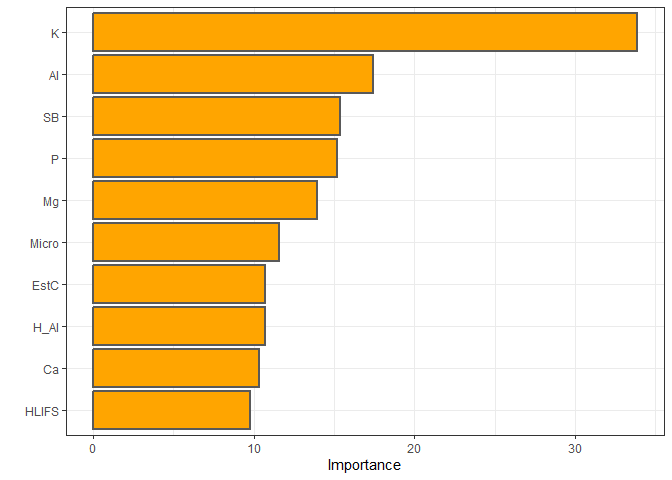 K
Al
SB
P
Mg
Micro
EstC
H_Al
Ca
HLIFS
0 10 20 30
Importance